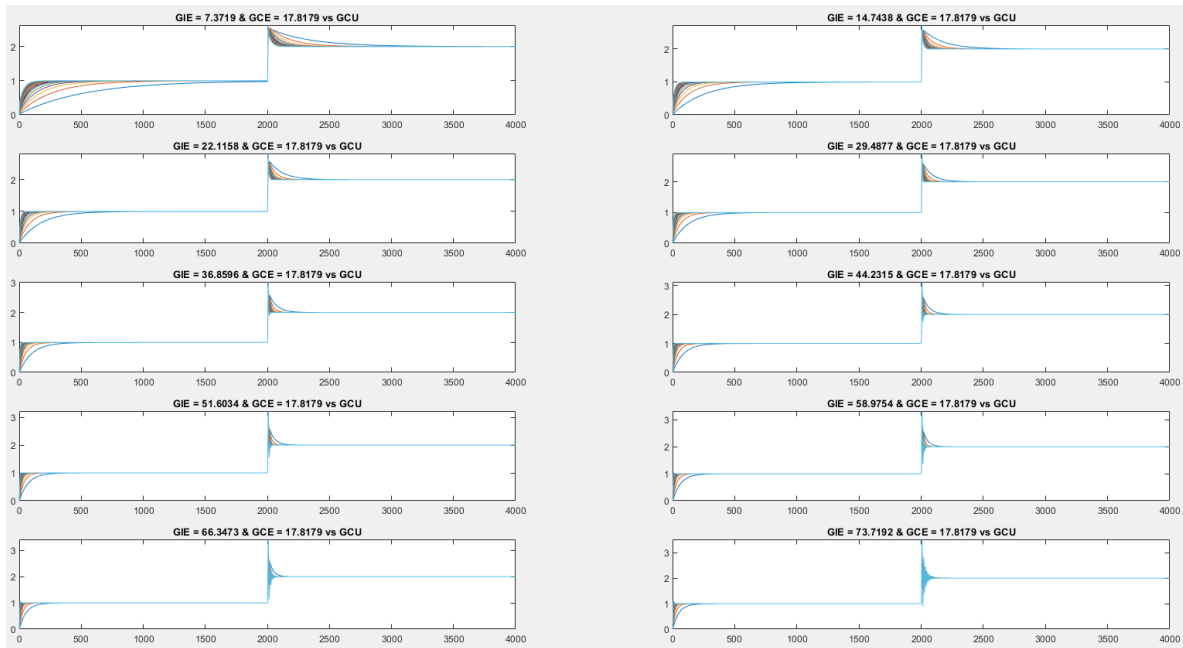 GIE = 7.3719 & GCE = 17.8179 vs GCU
2
1
0
0 500 1000 1500 2000 2500 3000 3500 4000
GIE = 14.7438 & GCE = 17.8179 vs GCU
2
1
0
0 500 1000 1500 2000 2500 3000 3500 4000
GIE = 22.1158 & GCE = 17.8179 vs GCU
2
1
0
0 500 1000 1500 2000 2500 3000 3500 4000
GIE = 29.4877 & GCE = 17.8179 vs GCU
2
1
0
0 500 1000 1500 2000 2500 3000 3500 4000
GIE = 36.8596 & GCE = 17.8179 vs GCU
3
2
1
0
0 500 1000 1500 2000 2500 3000 3500 4000
GIE = 44.2315 & GCE = 17.8179 vs GCU
3
2
1
0
0 500 1000 1500 2000 2500 3000 3500 4000
GIE = 51.6034 & GCE = 17.8179 vs GCU
3
2
1
0
0 500 1000 1500 2000 2500 3000 3500 4000
GIE = 58.9754 & GCE = 17.8179 vs GCU
3
2
1
0
0 500 1000 1500 2000 2500 3000 3500 4000
GIE = 66.3473 & GCE = 17.8179 vs GCU
3
2
1
0
0 500 1000 1500 2000 2500 3000 3500 4000
GIE = 73.7192 & GCE = 17.8179 vs GCU
3
2
1
0
0 500 1000 1500 2000 2500 3000 3500 4000